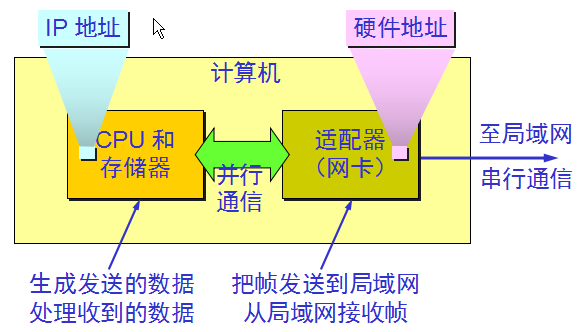 IP 地址
硬件地址
计算机
CPU 和
存储器
并行
通信
适配器
（网卡）
至局域网
串行通信
生成发送的数据
处理收到的数据
把帧发送到局域网
从局域网接收帧